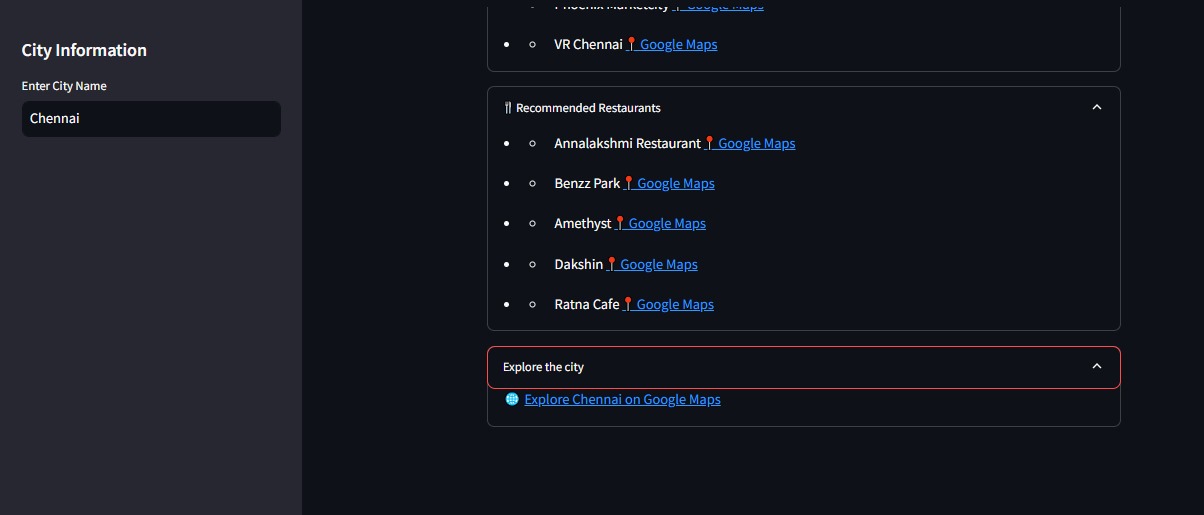 City Information
Enter City Name
Chennai
Phoenix Marketcity 📍 Google Maps
VR Chennai 📍 Google Maps
🍴 Recommended Restaurants
Annalakshmi Restaurant 📍 Google Maps
Benzz Park 📍 Google Maps
Amethyst 📍 Google Maps
Dakshin 📍 Google Maps
Ratna Cafe 📍 Google Maps
Explore the city
🌐 Explore Chennai on Google Maps